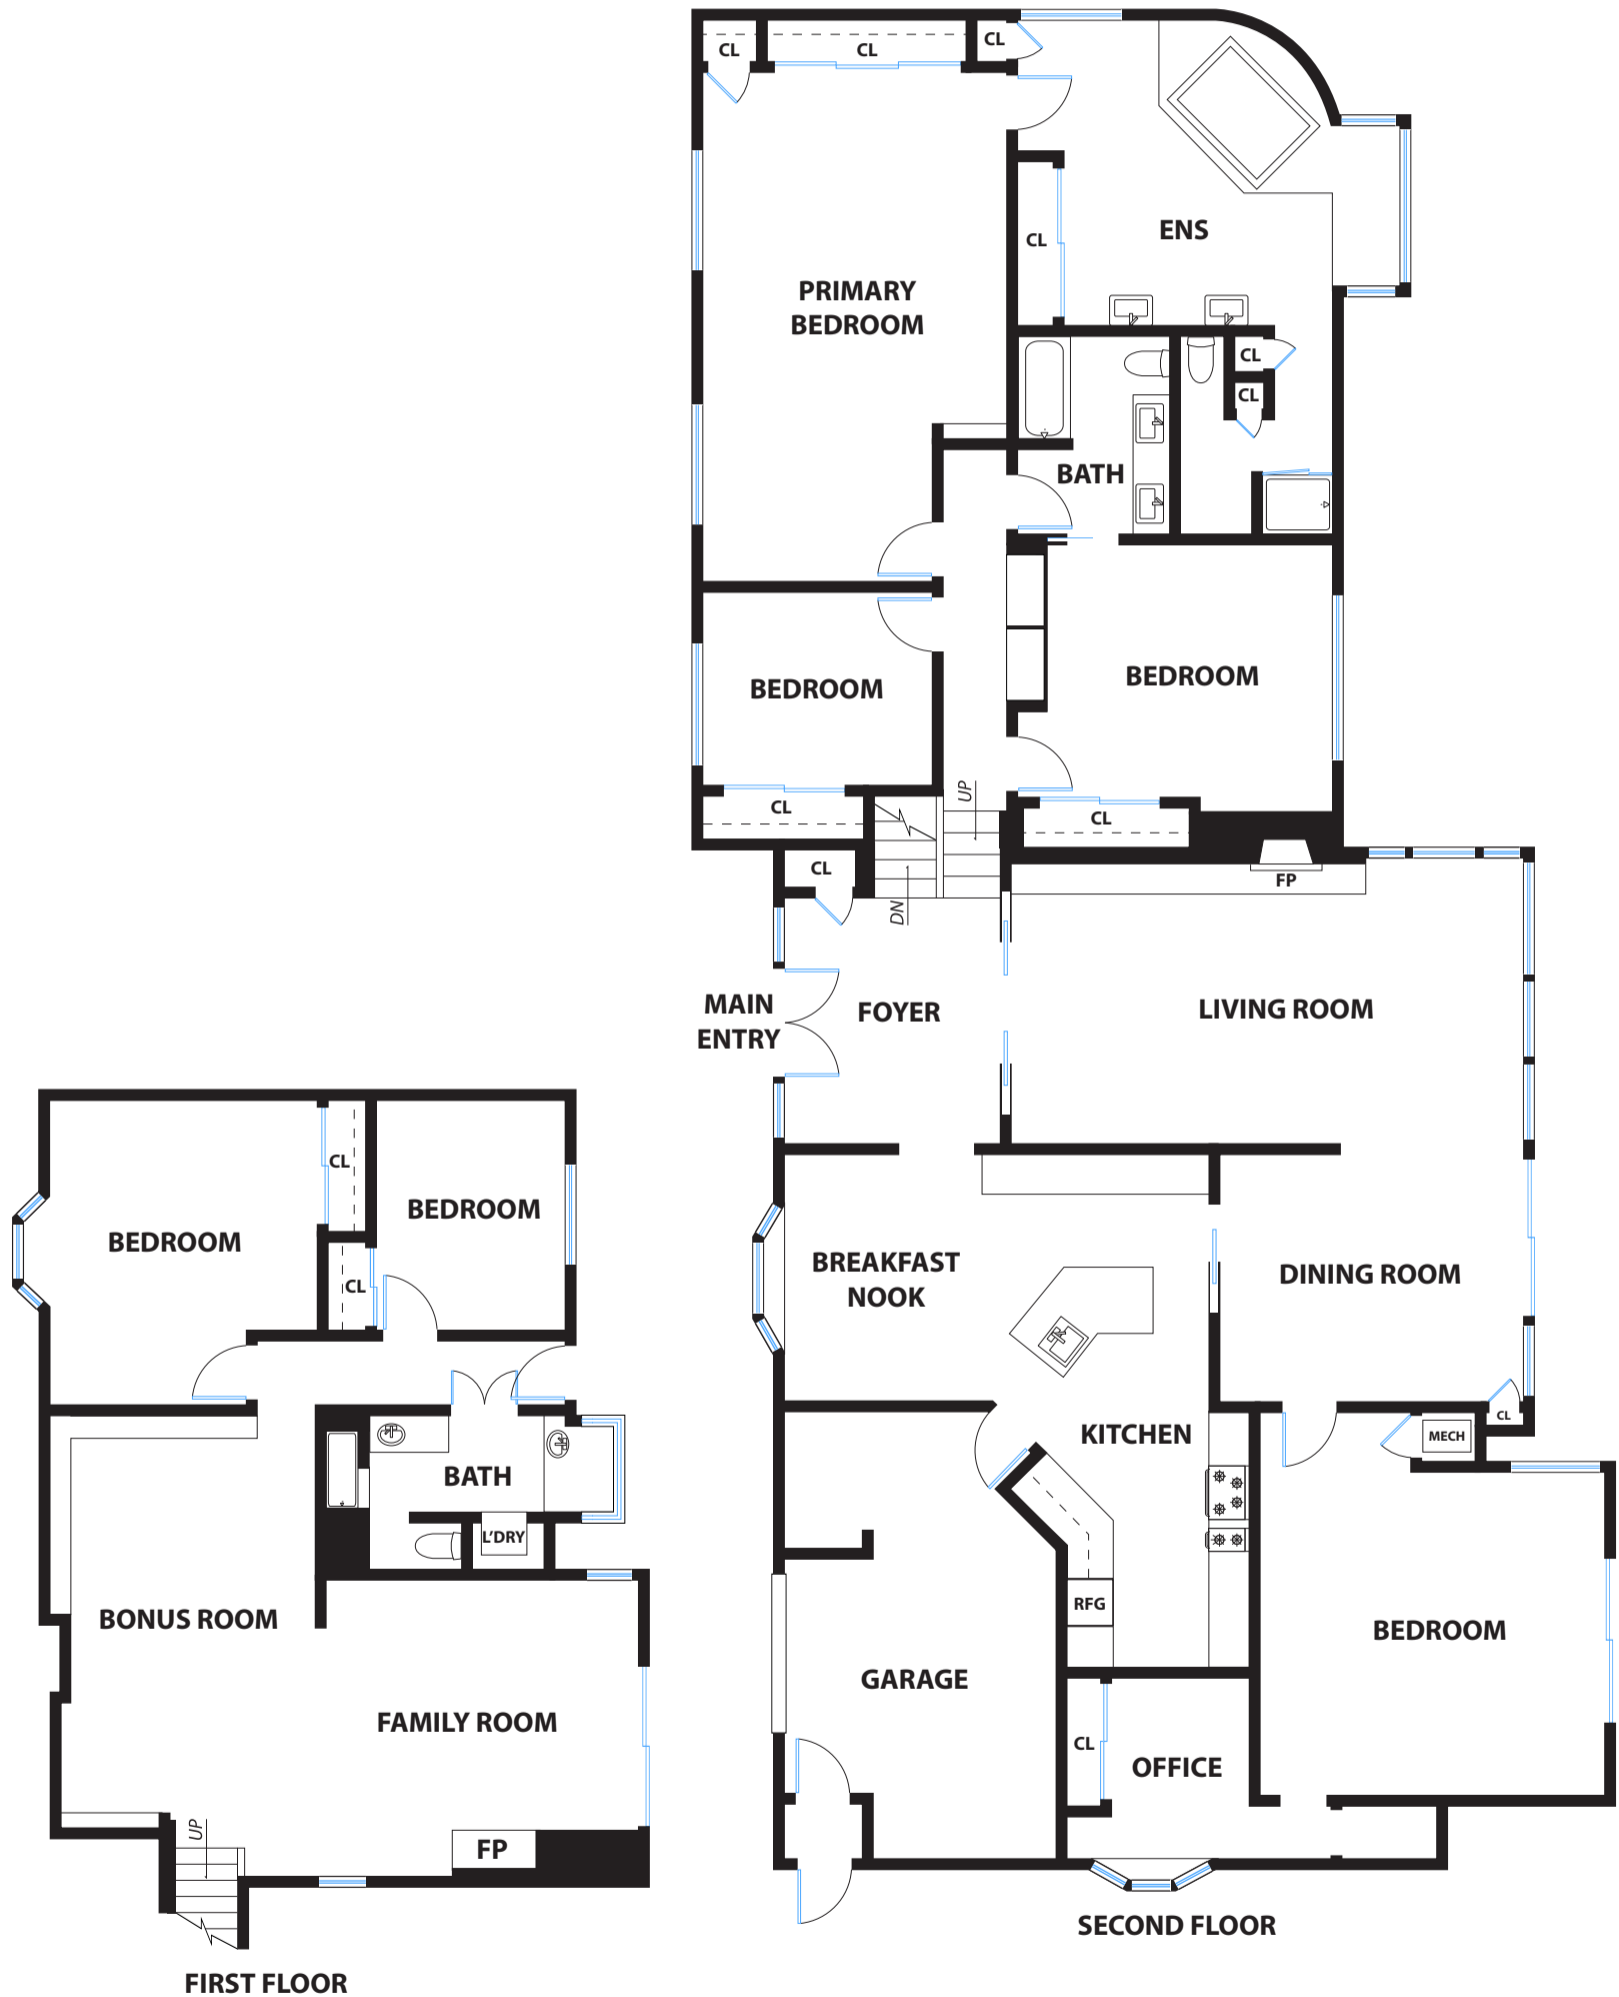 CL
CL
CL
ENS
CL
PRIMARY
BEDROOM
CL
CL
BATH
BEDROOM
BEDROOM
CL
UP
CL
CL
FP
DN
MAIN
ENTRY
FOYER
LIVING ROOM
CL
BEDROOM
BEDROOM
CL
BREAKFAST
NOOK
DINING ROOM
CL
MECH
KITCHEN
BATH
L'DRY
RFG
BONUS ROOM
BEDROOM
GARAGE
FAMILY ROOM
CL
OFFICE
UP
FP
SECOND FLOOR
FIRST FLOOR